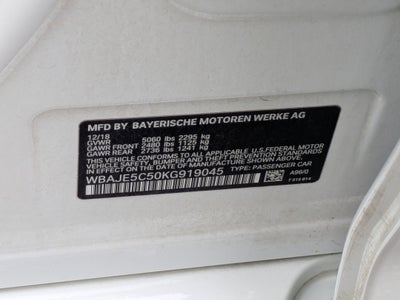 MFD BY BAYERISCHE MOTOREN WERKE AG
12/18
GVWR 5060 lbs 2295 kg
GAWR FRONT 2480 lbs 1125 kg
GAWR REAR 2736 lbs 1241 kg
THIS VEHICLE CONFORMS TO ALL APPLICABLE U.S.FEDERAL MOTOR
VEHICLE SAFETY, BUMPER, AND THEFT PREVENTION STANDARDS
IN EFFECT ON THE DATE OF MANUFACTURE SHOWN ABOVE.
WBAJE5C50KG919045 TYPE: PASSENGER CAR
A96/0